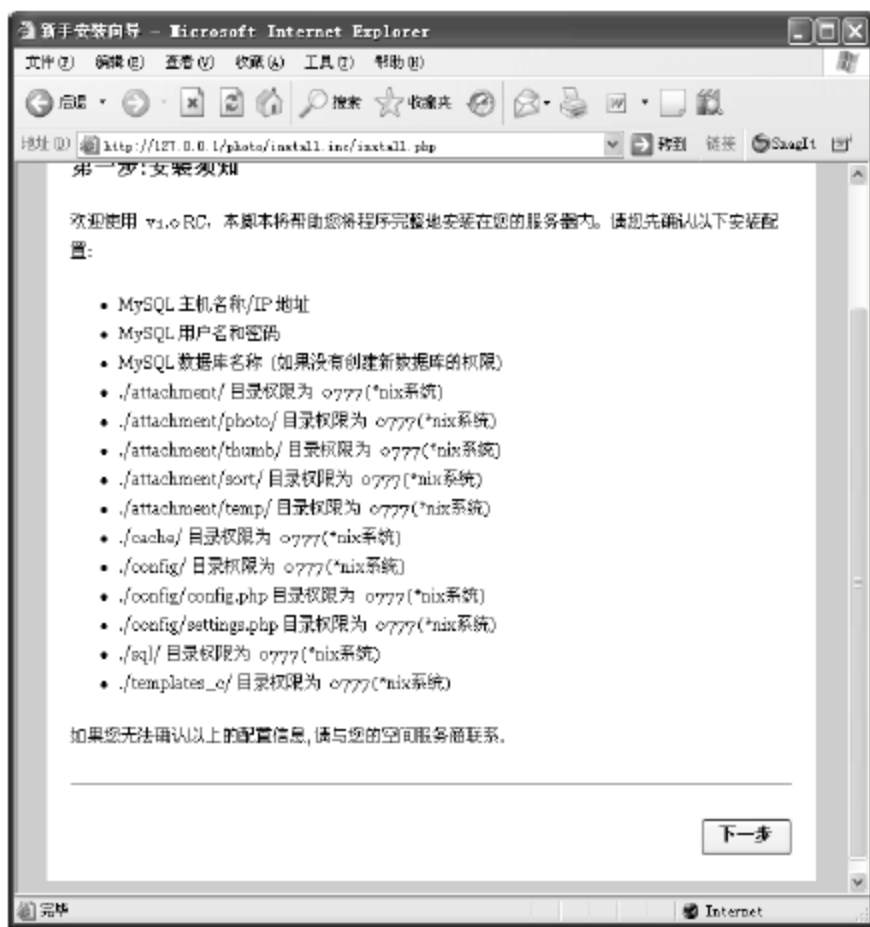 新手安装向导 - Microsoft Internet Explorer
文件(F) 编辑(E) 查看(V) 收藏(A) 工具(T) 帮助(H)
后退 搜索 收藏夹
地址(D) http://127.0.0.1/photo/install.inc/install.php 转到 链接 SnagIt
第一步:安装须知
欢迎使用 v1.0 RC，本脚本将帮助您将程序完整地安装在您的服务器内。请您先确认以下安装配
置:
• MySQL 主机名称/IP 地址
• MySQL 用户名和密码
• MySQL 数据库名称 (如果没有创建新数据库的权限)
• ./attachment/ 目录权限为 0777(*nix系统)
• ./attachment/photo/ 目录权限为 0777(*nix系统)
• ./attachment/thumb/ 目录权限为 0777(*nix系统)
• ./attachment/sort/ 目录权限为 0777(*nix系统)
• ./attachment/temp/ 目录权限为 0777(*nix系统)
• ./cache/ 目录权限为 0777(*nix系统)
• ./config/ 目录权限为 0777(*nix系统)
• ./config/config.php 目录权限为 0777(*nix系统)
• ./config/settings.php 目录权限为 0777(*nix系统)
• ./sql/ 目录权限为 0777(*nix系统)
• ./templates_c/ 目录权限为 0777(*nix系统)
如果您无法确认以上的配置信息,请与您的空间服务商联系.
下一步
完毕 Internet